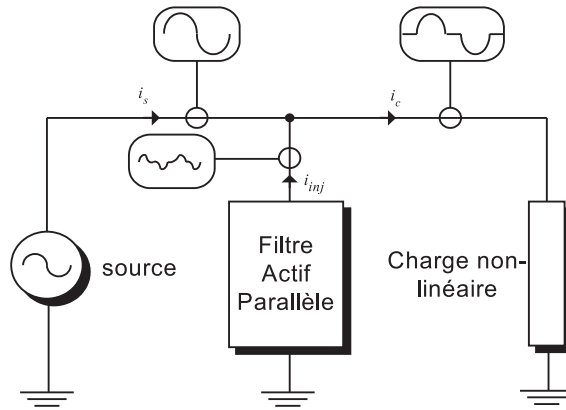 i_s
i_c
i_inj
source
Filtre
Actif
Parallèle
Charge non-
linéaire